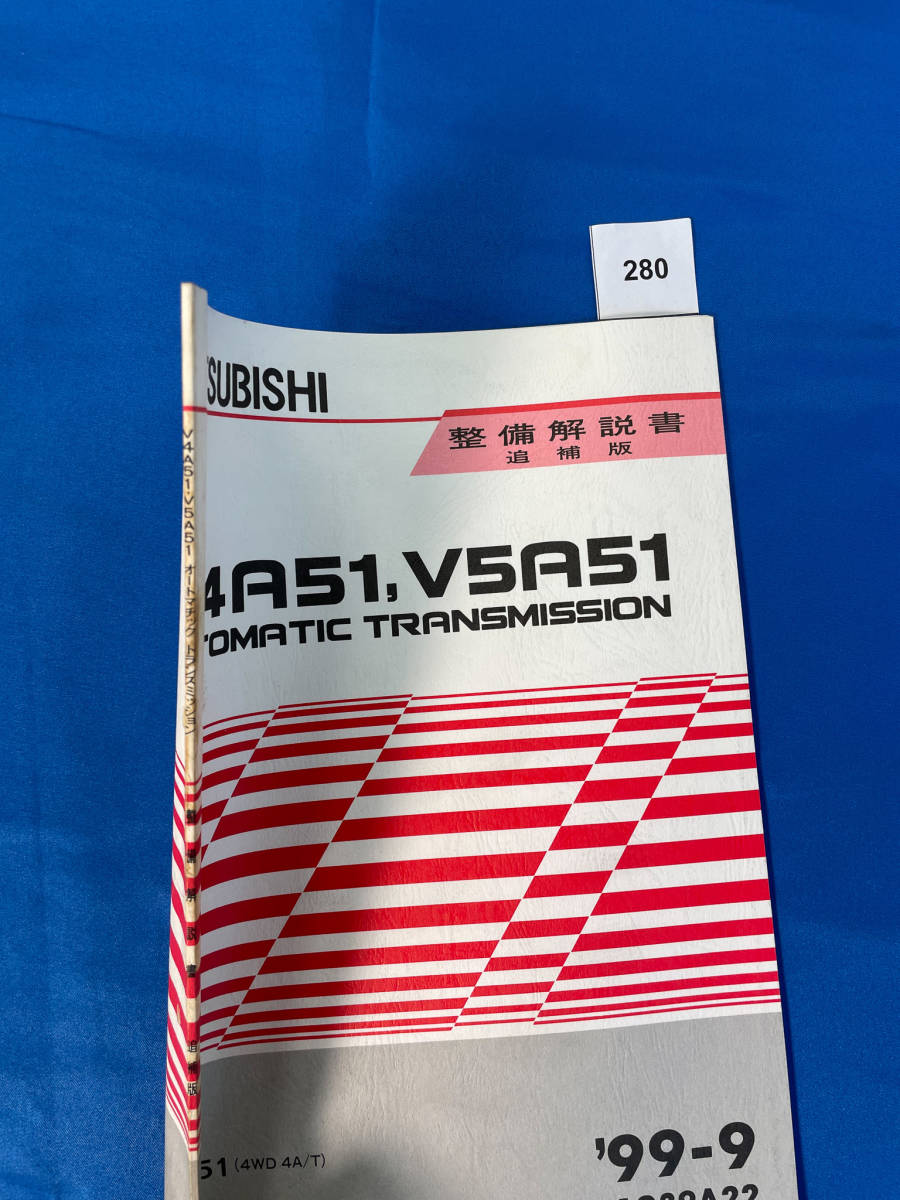 280
TSUBISHI
整備解説書
追補版
4A51,V5A51
TOMATIC TRANSMISSION
V4A51・V5A51 オートマチック トランスミッション 整備解説書 追補版
51 (4WD 4A/T)
'99-9